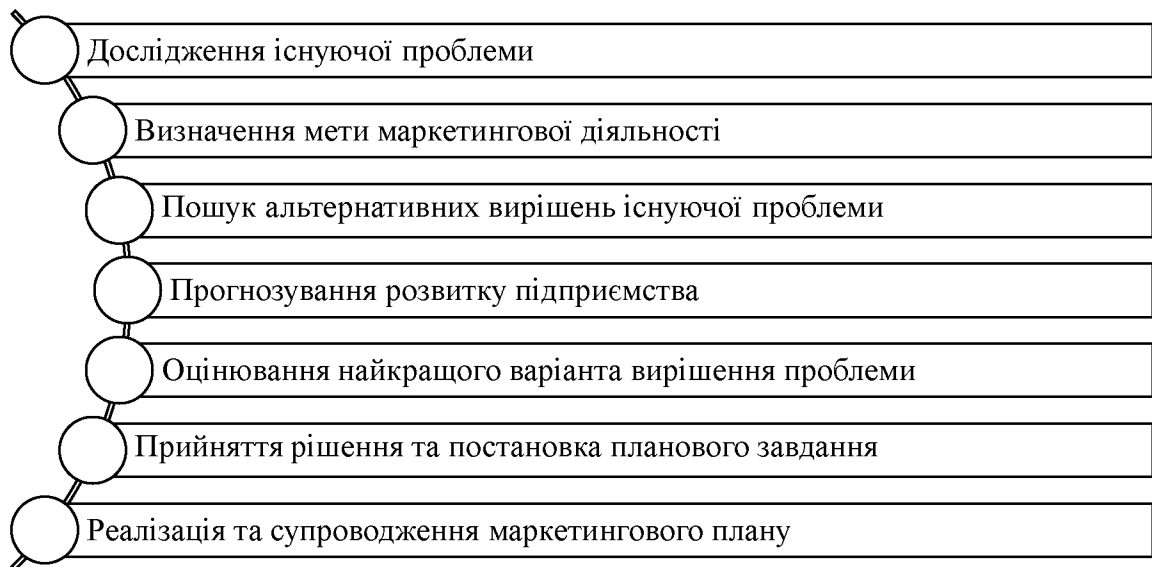 Дослідження існуючої проблеми
Визначення мети маркетингової діяльності
Пошук альтернативних вирішень існуючої проблеми
Прогнозування розвитку підприємства
Оцінювання найкращого варіанта вирішення проблеми
Прийняття рішення та постановка планового завдання
Реалізація та супроводження маркетингового плану